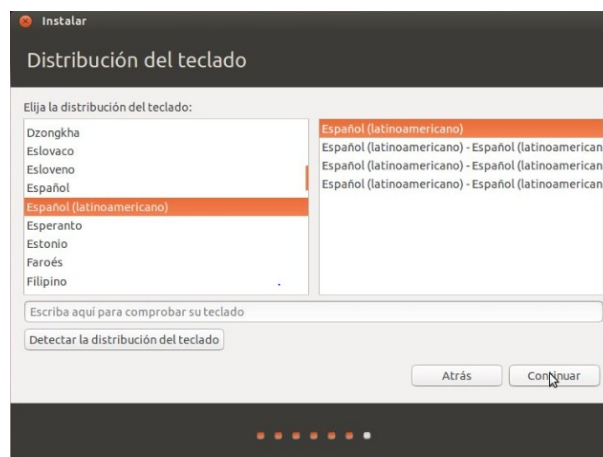 Instalar
Distribución del teclado
Elija la distribución del teclado:
Dzongkha
Eslovaco
Esloveno
Español
Español (latinoamericano)
Esperanto
Estonio
Faroés
Filipino
Español (latinoamericano)
Español (latinoamericano) - Español (latinoamerican
Español (latinoamericano) - Español (latinoamerican
Español (latinoamericano) - Español (latinoamerican
Escriba aquí para comprobar su teclado
Detectar la distribución del teclado
Atrás
Continuar